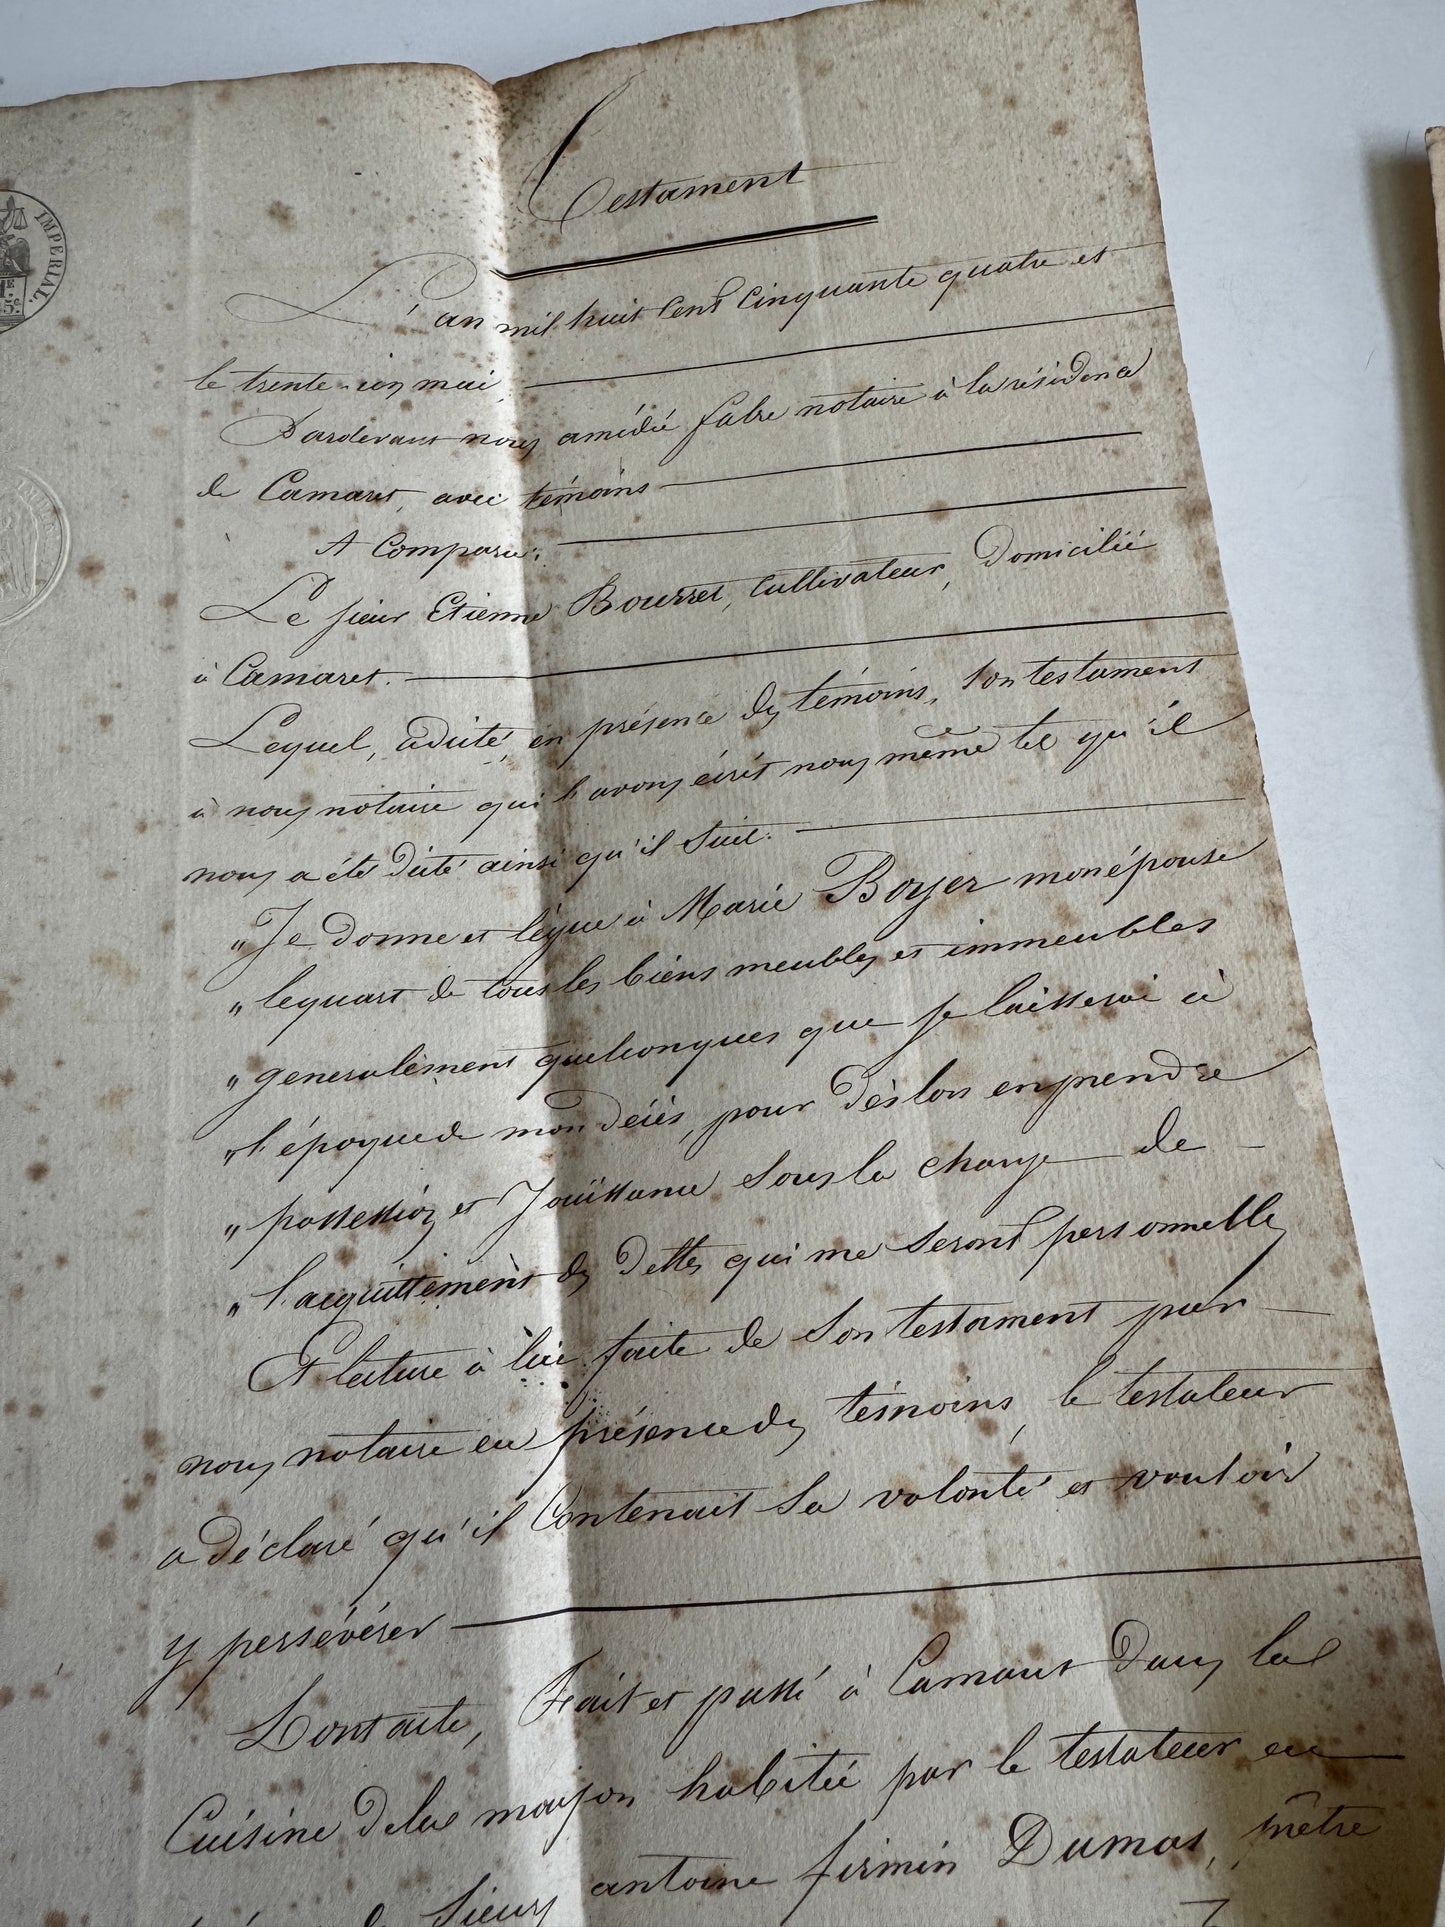 IMPERIAL.
5.c
Testament
L'an mil huit cent cinquante quatre et
le trente-un mai
Pardevant nous amédée fabre notaire à la résidence
de Camaret, avec témoins
A Comparu:
Le sieur Etienne Bourret, Cultivateur, Domicilié
à Camaret.
Lequel, a dicté, en présence des témoins, son testament
à nous notaire qui l'avons écrit nous même tel qu'il
nous a été dicté ainsi qu'il suit.
"Je donne et lègue à Marie Boyer mon épouse
" le quart de tous les biens meubles et immeubles
" generalement quelconques que je laisserai à
" l'époque de mon décès, pour dès lors en prendre
" possession et Jouissance sous la charge de
" l'acquittement des dettes qui me seront personnelles
Et lecture à lui faite de son testament par
nous notaire en présence des témoins, le testateur
a déclaré qu'il contenait sa volonté et vouloir
y persévérer
Dont acte, Fait et passé à Camaret dans la
Cuisine de la maison habitée par le testateur en
Sieurs antoine firmin Dumas, prêtre